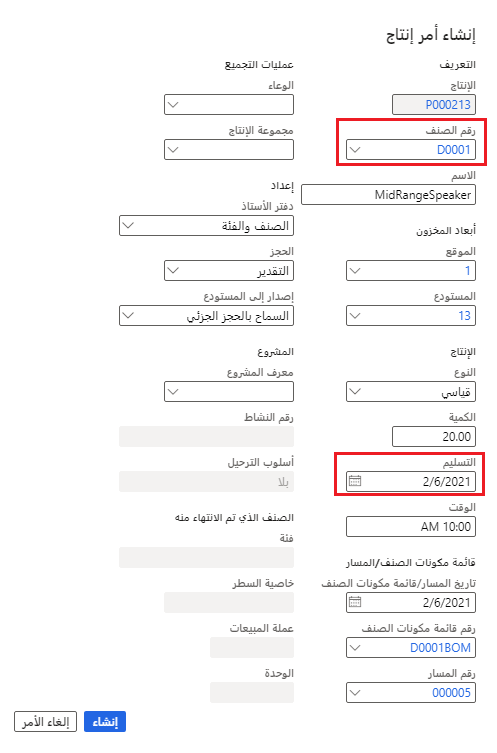 إنشاء أمر إنتاج
التعريف
الإنتاج
P000213
رقم الصنف
D0001
الاسم
MidRangeSpeaker
أبعاد المخزون
الموقع
1
المستودع
13
الإنتاج
النوع
قياسي
الكمية
20.00
التسليم
2/6/2021
الوقت
10:00 AM
قائمة مكونات الصنف/المسار
تاريخ المسار/قائمة مكونات الصنف
2/6/2021
رقم قائمة مكونات الصنف
D0001BOM
رقم المسار
000005
عمليات التجميع
الوعاء
مجموعة الإنتاج
إعداد
دفتر الأستاذ
الصنف والفئة
الحجز
التقدير
إصدار إلى المستودع
السماح بالحجز الجزئي
المشروع
معرف المشروع
رقم النشاط
أسلوب الترحيل
بلا
الصنف الذي تم الانتهاء منه
فئة
خاصية السطر
عملة المبيعات
الوحدة
إنشاء
إلغاء الأمر